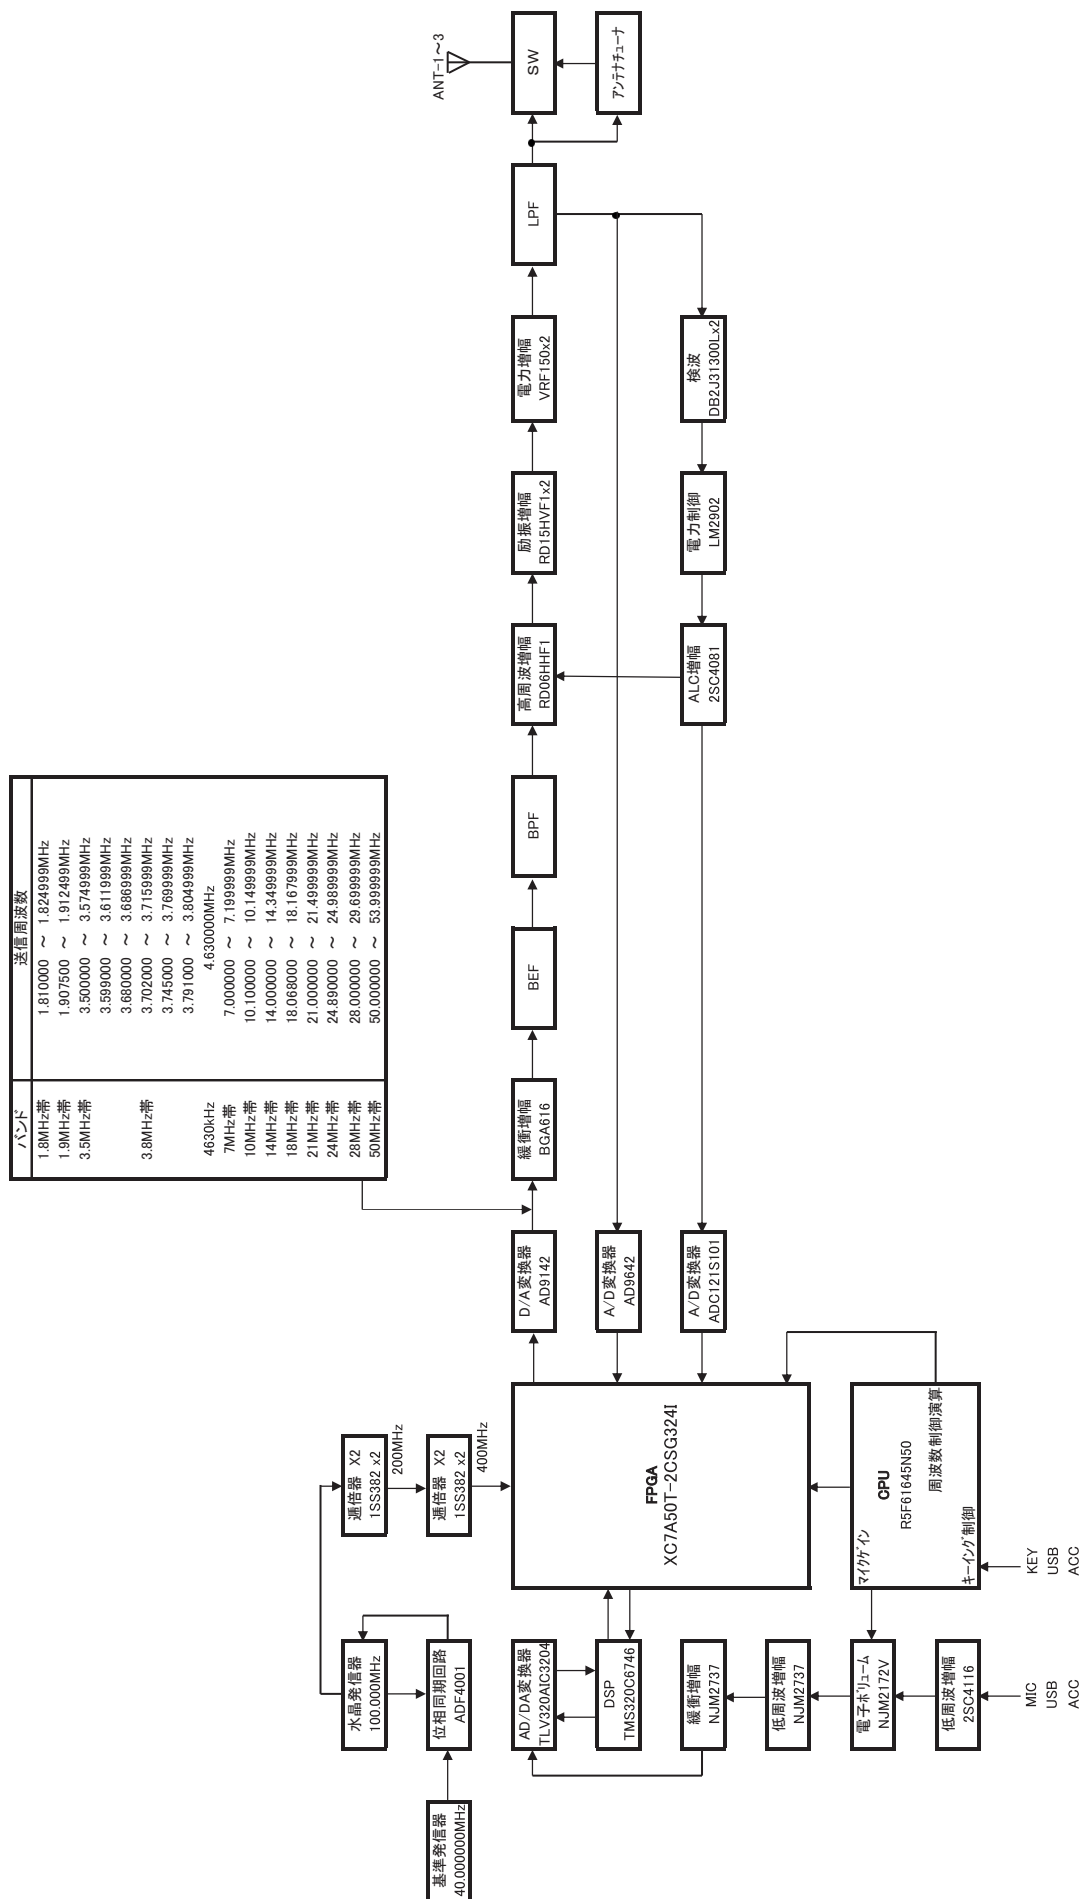 バンド	送信周波数
1.8MHz帯	1.810000 ～ 1.824999MHz
1.9MHz帯	1.907500 ～ 1.912499MHz
3.5MHz帯	3.500000 ～ 3.574999MHz
3.599000 ～ 3.611999MHz
3.680000 ～ 3.686999MHz
3.8MHz帯	3.702000 ～ 3.715999MHz
3.745000 ～ 3.769999MHz
3.791000 ～ 3.804999MHz
4630kHz	4.630000MHz
7MHz帯	7.000000 ～ 7.199999MHz
10MHz帯	10.100000 ～ 10.149999MHz
14MHz帯	14.000000 ～ 14.349999MHz
18MHz帯	18.068000 ～ 18.167999MHz
21MHz帯	21.000000 ～ 21.499999MHz
24MHz帯	24.890000 ～ 24.989999MHz
28MHz帯	28.000000 ～ 29.699999MHz
50MHz帯	50.000000 ～ 53.999999MHz
基準発信器
40.000000MHz
水晶発信器
100.000MHz
位相同期回路
ADF4001
逓倍器 X2
1SS382 x2
200MHz
逓倍器 X2
1SS382 x2
400MHz
AD/DA変換器
TLV320AIC3204
DSP
TMS320C6746
緩衝増幅
NJM2737
低周波増幅
NJM2737
電子ボリューム
NJM2172V
低周波増幅
2SC4116
MIC
USB
ACC
FPGA
XC7A50T-2CSG324I
マイクゲイン
CPU
R5F61645N50
周波数制御演算
キーイング制御
KEY
USB
ACC
D/A変換器
AD9142
A/D変換器
AD9642
A/D変換器
ADC121S101
緩衝増幅
BGA616
BEF
BPF
高周波増幅
RD06HHF1
励振増幅
RD15HVF1x2
電力増幅
VRF150x2
LPF
SW
ANT-1～3
アンテナチューナ
ALC増幅
2SC4081
電力制御
LM2902
検波
DB2J31300Lx2